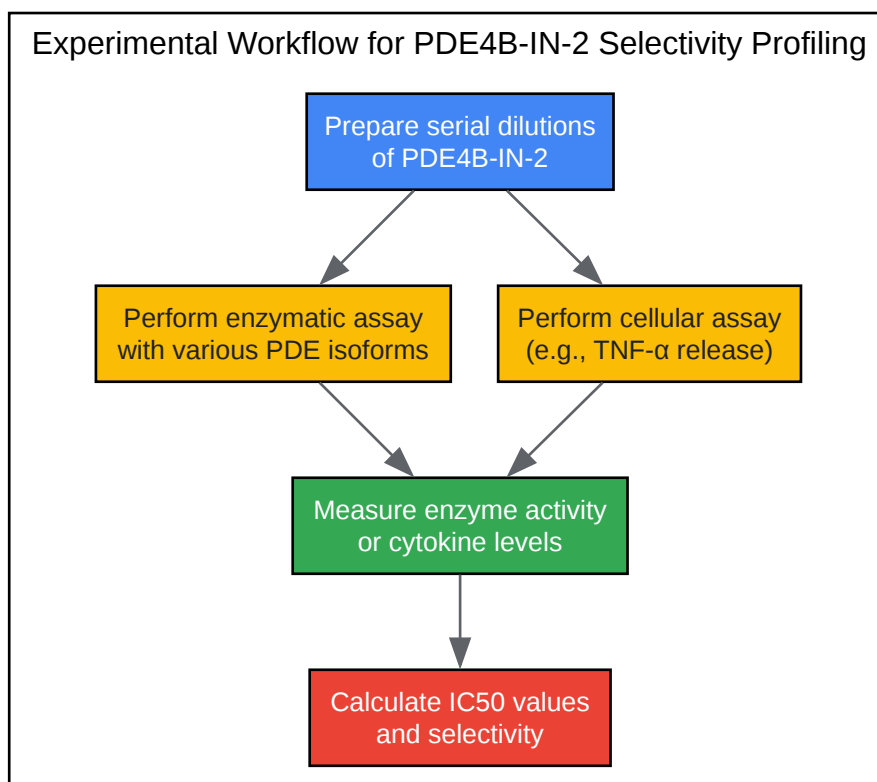 Experimental Workflow for PDE4B-IN-2 Selectivity Profiling
Prepare serial dilutions
of PDE4B-IN-2
Perform enzymatic assay
with various PDE isoforms
Perform cellular assay
(e.g., TNF-α release)
Measure enzyme activity
or cytokine levels
Calculate IC50 values
and selectivity